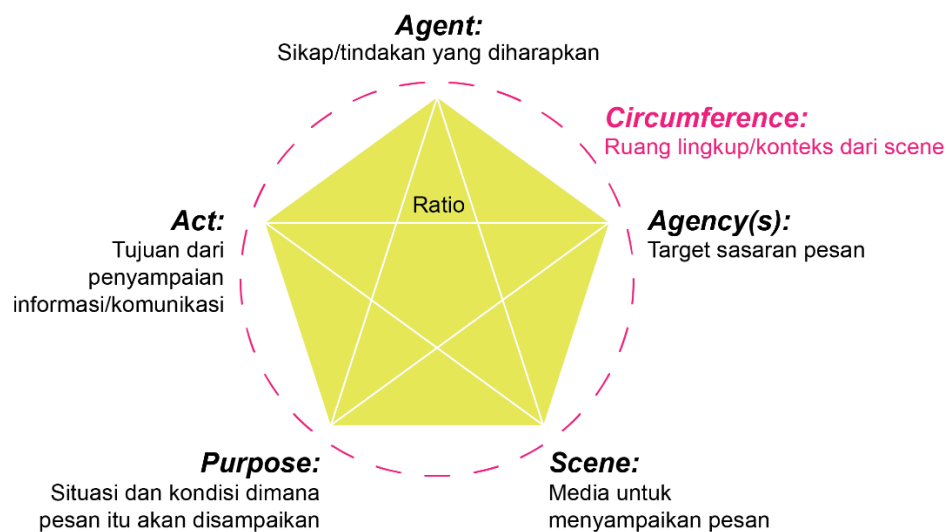 Agent:
Sikap/tindakan yang diharapkan
Circumference:
Ruang lingkup/konteks dari scene
Ratio
Act:
Tujuan dari
penyampaian
informasi/komunikasi
Agency(s):
Target sasaran pesan
Purpose:
Situasi dan kondisi dimana
pesan itu akan disampaikan
Scene:
Media untuk
menyampaikan pesan